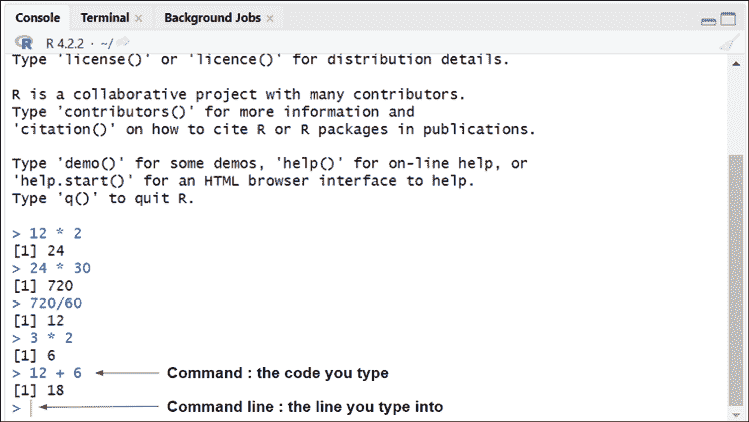 Console Terminal Background Jobs
R R 4.2.2 · ~/
Type 'license()' or 'licence()' for distribution details.
R is a collaborative project with many contributors.
Type 'contributors()' for more information and
'citation()' on how to cite R or R packages in publications.
Type 'demo()' for some demos, 'help()' for on-line help, or
'help.start()' for an HTML browser interface to help.
Type 'q()' to quit R.
> 12 * 2
[1] 24
> 24 * 30
[1] 720
> 720/60
[1] 12
> 3 * 2
[1] 6
> 12 + 6 Command : the code you type
[1] 18
> Command line : the line you type into